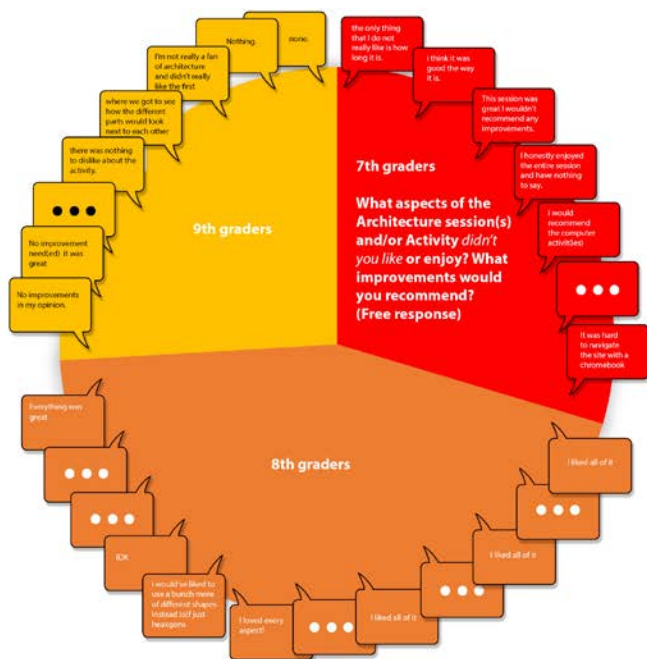 none.
Nothing.
I'm not really a fan
of architecture
and didn't really
like the first
where we got to see
how the different
parts would look
next to each other
there was nothing
to dislike about the
activity.
●●●
No improvement
need(ed) it was
great
No improvements
in my opinion.
9th graders
the only thing
that I do not
really like is how
long it is.
i think it was
good the way
it is.
This session was
great I wouldn't
recommend any
improvements.
I honestly enjoyed
the entire session
and have nothing
to say.
i would
recommend
the computer
activit(ies)
●●●
It was hard
to navigate
the site with a
chromebook
7th graders
What aspects of the
Architecture session(s)
and/or Activity didn't
you like or enjoy? What
improvements would
you recommend?
(Free response)
8th graders
Everything was
great
●●●
●●●
IDK
i would've liked to
use a bunch more
of different shapes
instead (o)f just
hexagons
I loved every
aspect!
●●●
I liked all of it
●●●
I liked all of it
●●●
I liked all of it